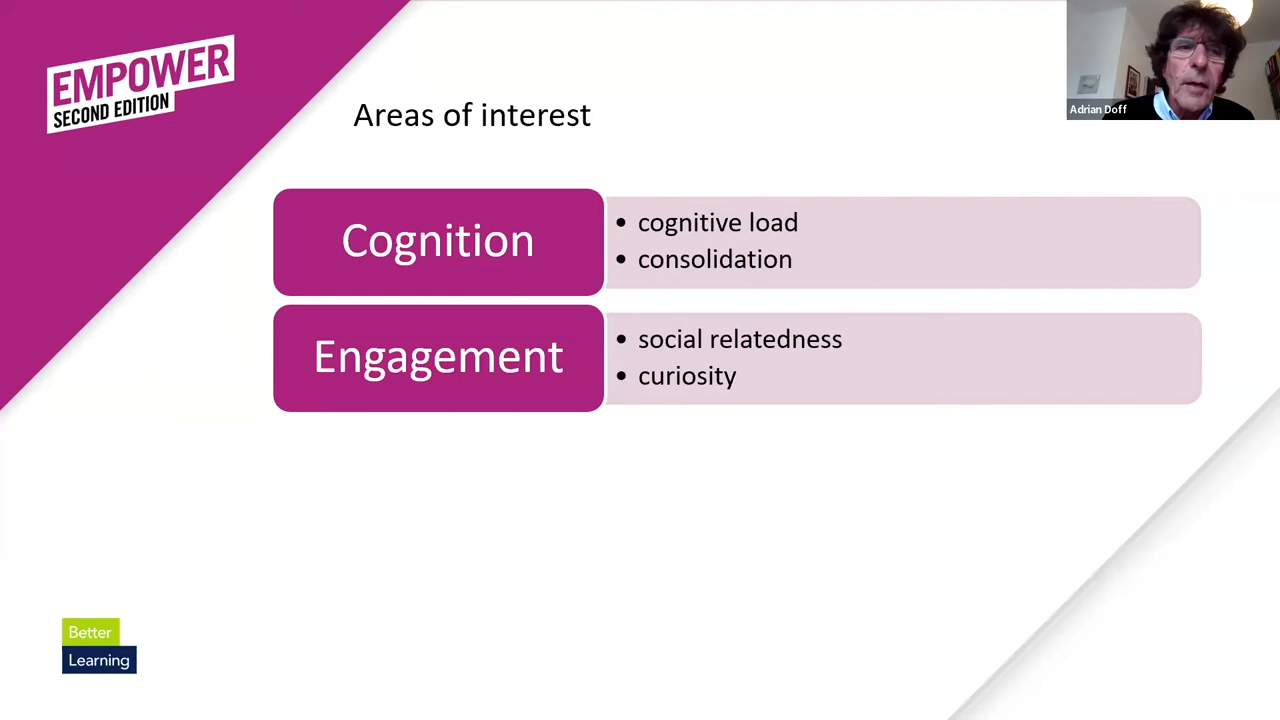 EMPOWER
SECOND EDITION
Areas of interest
Adrian Doff
Cognition
• cognitive load
• consolidation
Engagement
• social relatedness
• curiosity
Better
Learning